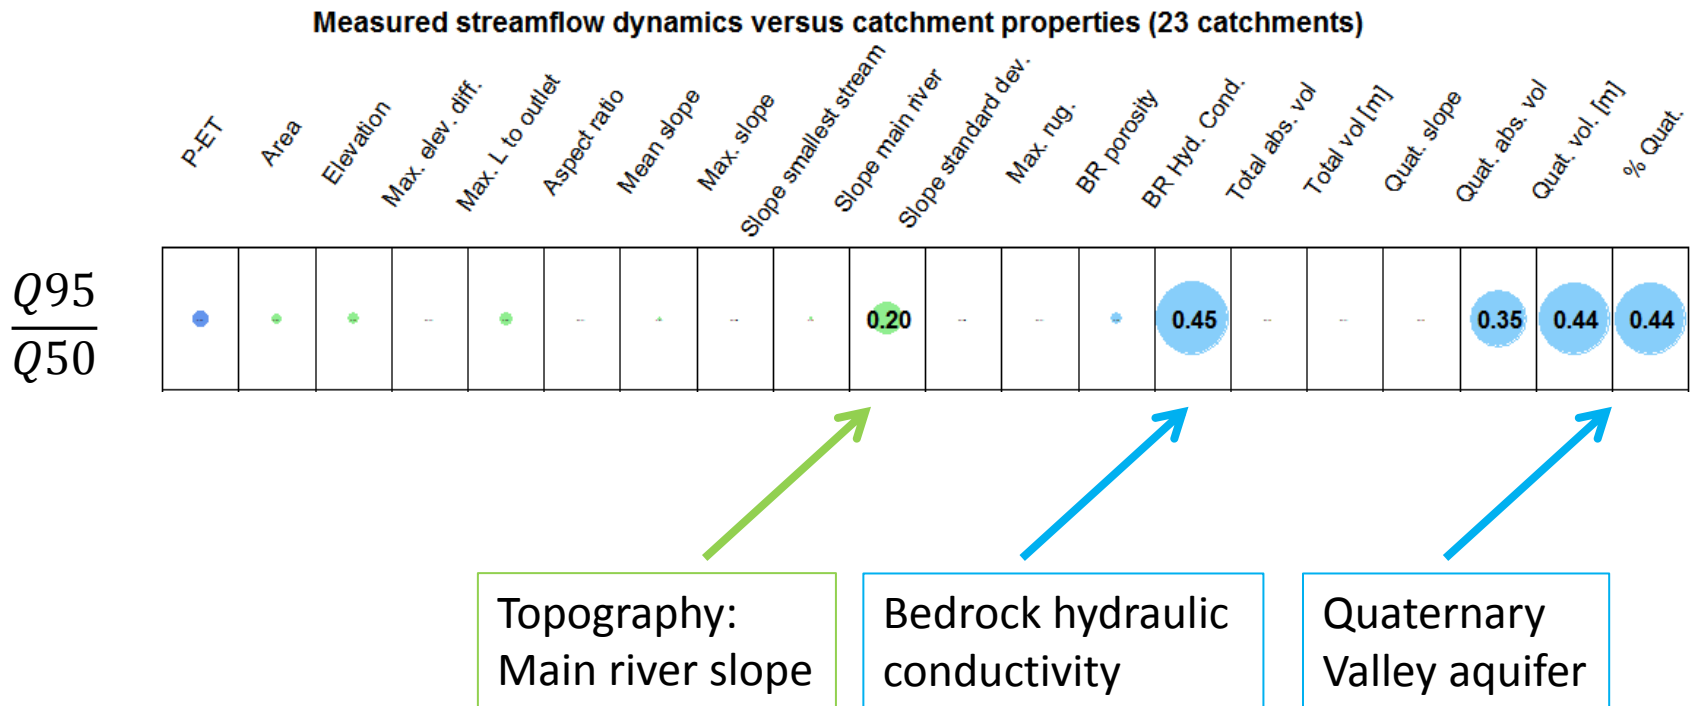 Measured streamflow dynamics versus catchment properties (23 catchments)
P-ET
Area
Elevation
Max. elev. diff.
Max. L to outlet
Aspect ratio
Mean slope
Max. slope
Slope smallest stream
Slope main river
Slope standard dev.
Max. rug.
BR porosity
BR Hyd. Cond.
Total abs. vol
Total vol [m]
Quat. slope
Quat. abs. vol
Quat. vol. [m]
% Quat.
Q95
Q50
0.20
0.45
0.35
0.44
0.44
Topography:
Main river slope
Bedrock hydraulic
conductivity
Quaternary
Valley aquifer